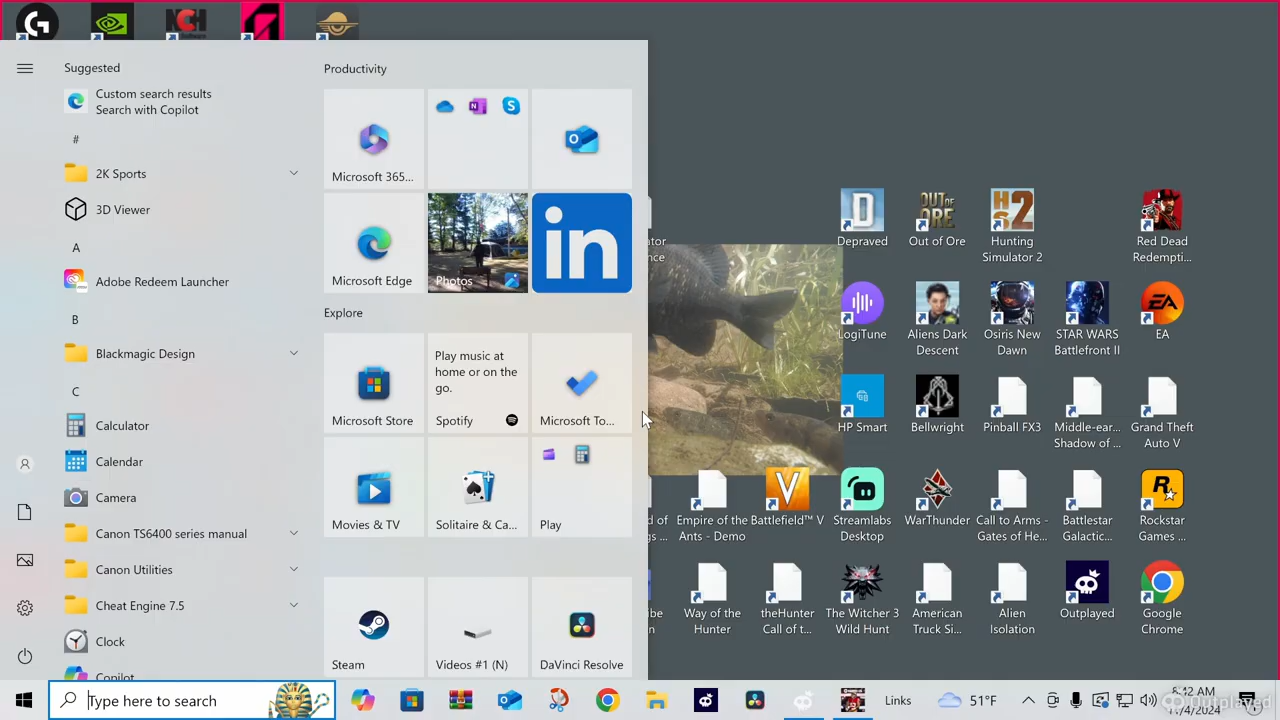 Suggested
Custom search results
Search with Copilot
#
2K Sports
3D Viewer
A
Adobe Redeem Launcher
B
Blackmagic Design
C
Calculator
Calendar
Camera
Canon TS6400 series manual
Canon Utilities
Cheat Engine 7.5
Clock
Copilot
Productivity
Microsoft 365...
Microsoft Edge
Photos
in
Explore
Microsoft Store
Play music at
home or on the
go.
Spotify
Microsoft To...
Movies & TV
Solitaire & Ca...
Play
Steam
Videos #1 (N)
DaVinci Resolve
NCH
Depraved
Out of Ore
Hunting
Simulator 2
Red Dead
Redempti...
LogiTune
Aliens Dark
Descent
Osiris New
Dawn
STAR WARS
Battlefront II
EA
HP Smart
Bellwright
Pinball FX3
Middle-ear...
Shadow of ...
Grand Theft
Auto V
Empire of the
Ants - Demo
Battlefield™ V
Streamlabs
Desktop
WarThunder
Call to Arms -
Gates of He...
Battlestar
Galactic...
Rockstar
Games ...
Way of the
Hunter
theHunter
Call of t...
The Witcher 3
Wild Hunt
American
Truck Si...
Alien
Isolation
Outplayed
Google
Chrome
Type here to search
Links
51°F
11/4/2024
Outplayed